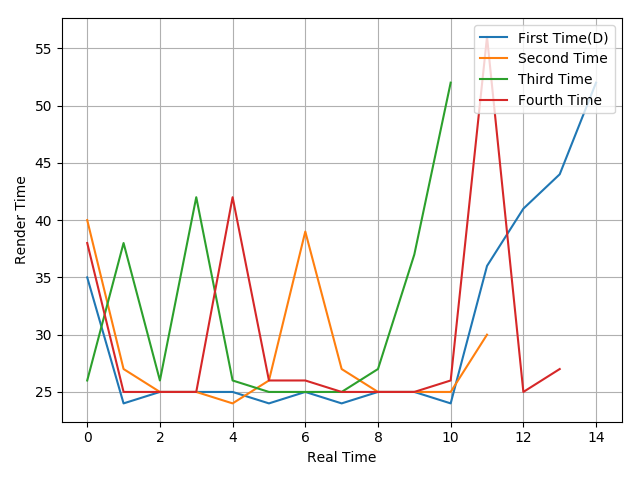 55
50
45
40
35
30
25
Render Time
0 2 4 6 8 10 12 14
Real Time
First Time(D)
Second Time
Third Time
Fourth Time